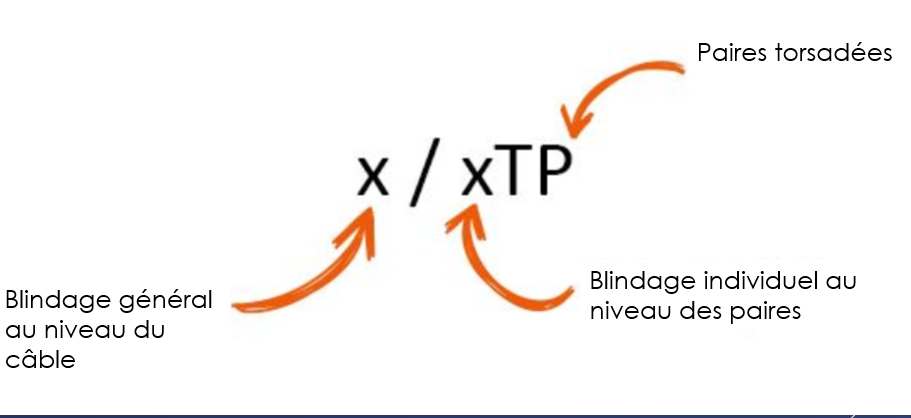 Paires torsadées
x / xTP
Blindage général
au niveau du
câble
Blindage individuel au
niveau des paires